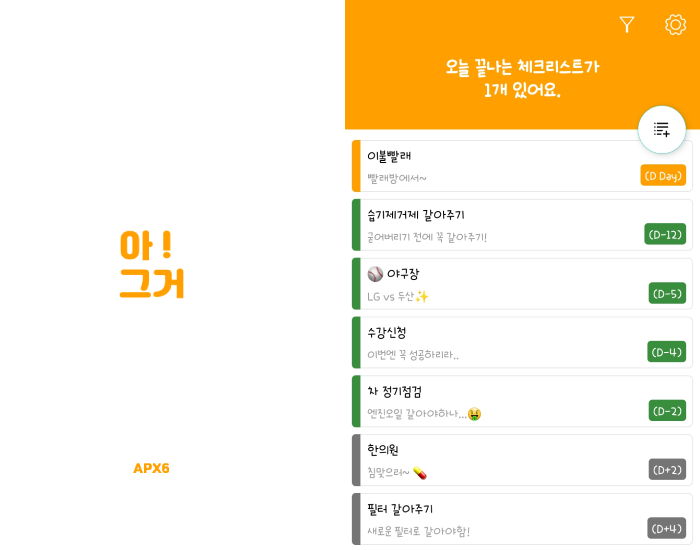 아!
그거
APX6
오늘 끝나는 체크리스트가
1개 있어요.
이불빨래
빨래방에서~
(D Day)
습기제거제 갈아주기
굳어버리기 전에 꼭 갈아주기!
(D-12)
⚾ 야구장
LG vs 두산✨
(D-5)
수강신청
이번엔 꼭 성공하리라..
(D-4)
차 정기점검
엔진오일 갈아야하나...🤑
(D-2)
한의원
침맞으러~ 💊
(D+2)
필터 갈아주기
새로운 필터로 갈아야함!
(D+4)